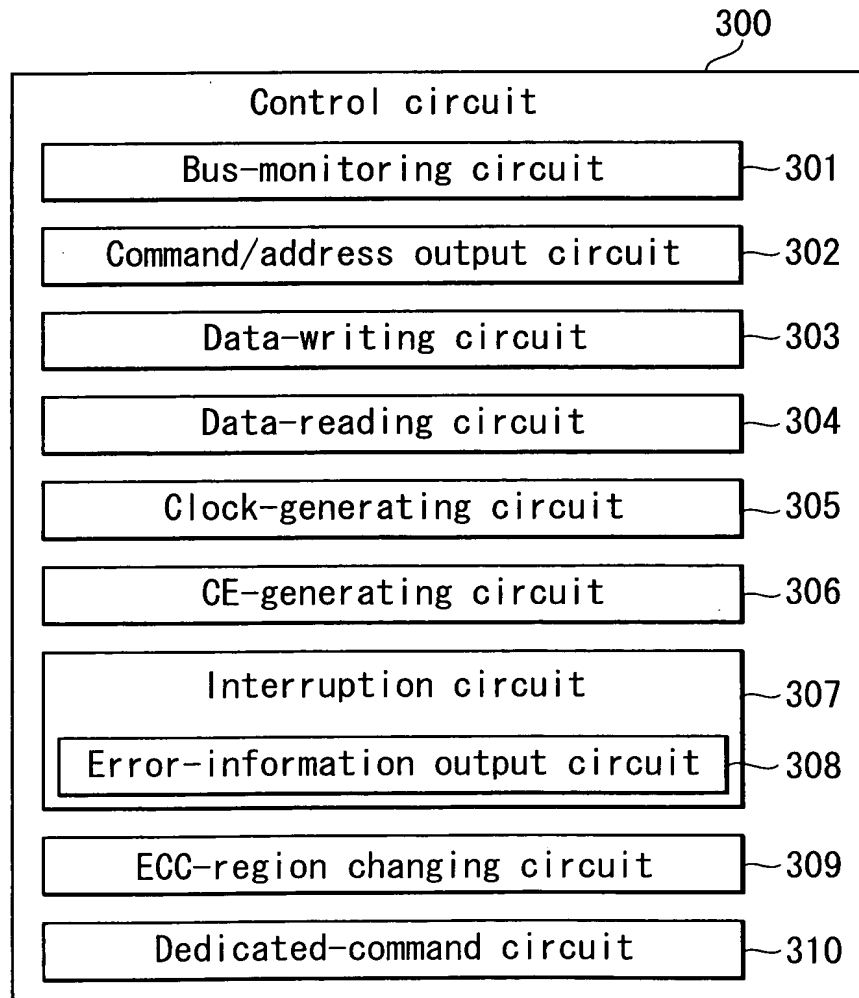 300
Control circuit
Bus-monitoring circuit 301
Command/address output circuit 302
Data-writing circuit 303
Data-reading circuit 304
Clock-generating circuit 305
CE-generating circuit 306
Interruption circuit 307
Error-information output circuit 308
ECC-region changing circuit 309
Dedicated-command circuit 310